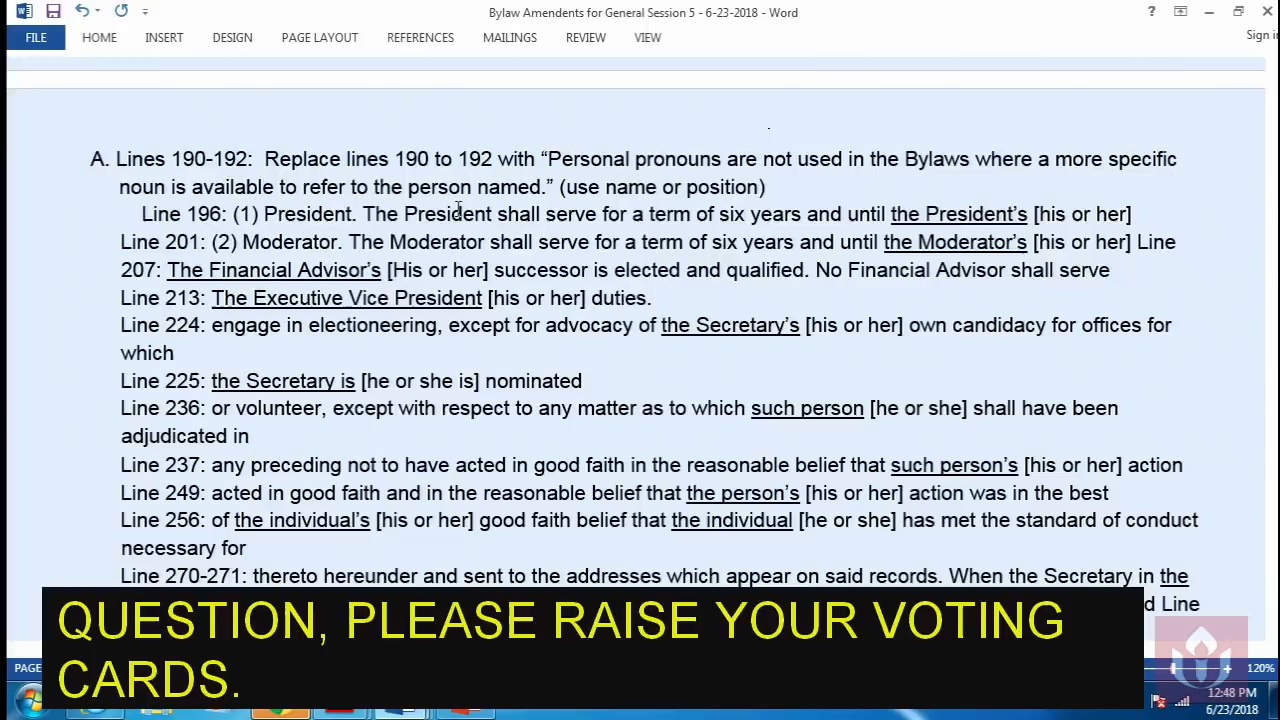 Bylaw Amendents for General Session 5 - 6-23-2018 - Word
?
FILE HOME INSERT DESIGN PAGE LAYOUT REFERENCES MAILINGS REVIEW VIEW
Sign in
A. Lines 190-192: Replace lines 190 to 192 with “Personal pronouns are not used in the Bylaws where a more specific
noun is available to refer to the person named.” (use name or position)
Line 196: (1) President. The President shall serve for a term of six years and until the President’s [his or her]
Line 201: (2) Moderator. The Moderator shall serve for a term of six years and until the Moderator’s [his or her] Line
207: The Financial Advisor’s [His or her] successor is elected and qualified. No Financial Advisor shall serve
Line 213: The Executive Vice President [his or her] duties.
Line 224: engage in electioneering, except for advocacy of the Secretary’s [his or her] own candidacy for offices for
which
Line 225: the Secretary is [he or she is] nominated
Line 236: or volunteer, except with respect to any matter as to which such person [he or she] shall have been
adjudicated in
Line 237: any preceding not to have acted in good faith in the reasonable belief that such person’s [his or her] action
Line 249: acted in good faith and in the reasonable belief that the person’s [his or her] action was in the best
Line 256: of the individual’s [his or her] good faith belief that the individual [he or she] has met the standard of conduct
necessary for
Line 270-271: thereto hereunder and sent to the addresses which appear on said records. When the Secretary in the
d Line
QUESTION, PLEASE RAISE YOUR VOTING
CARDS.
PAGE
120%
12:48 PM
6/23/2018